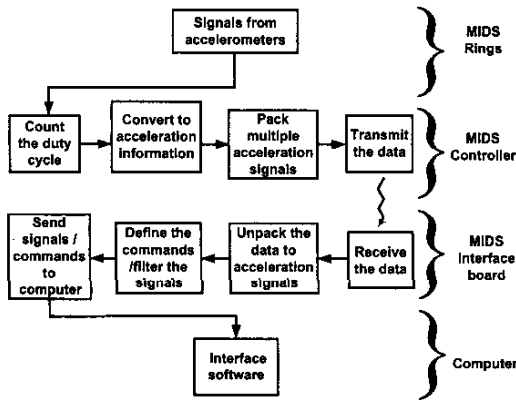 Signals from
accelerometers
MIDS
Rings
Count
the duty
cycle
Convert to
acceleration
information
Pack
multiple
acceleration
signals
Transmit
the data
MIDS
Controller
Send
signals /
commands
to
computer
Define the
commands
/filter the
signals
Unpack the
data to
acceleration
signals
Receive
the data
MIDS
Interface
board
Interface
software
Computer